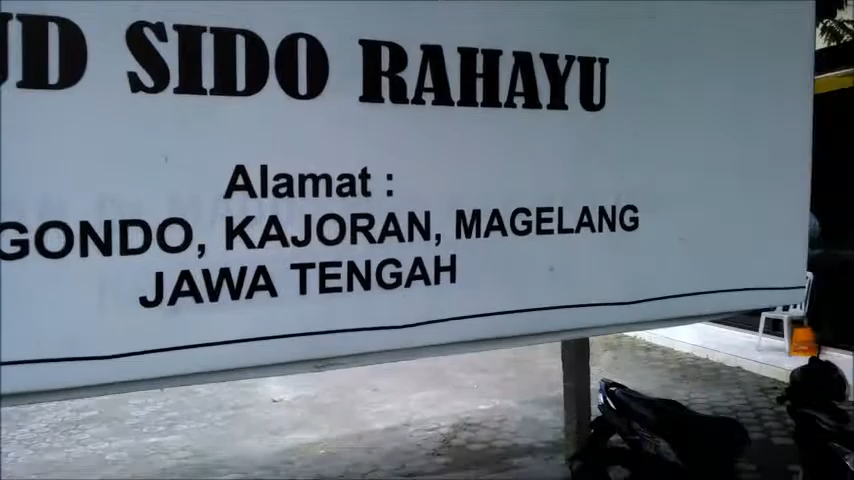 UD SIDO RAHAYU
Alamat :
GONDO, KAJORAN, MAGELANG
JAWA TENGAH